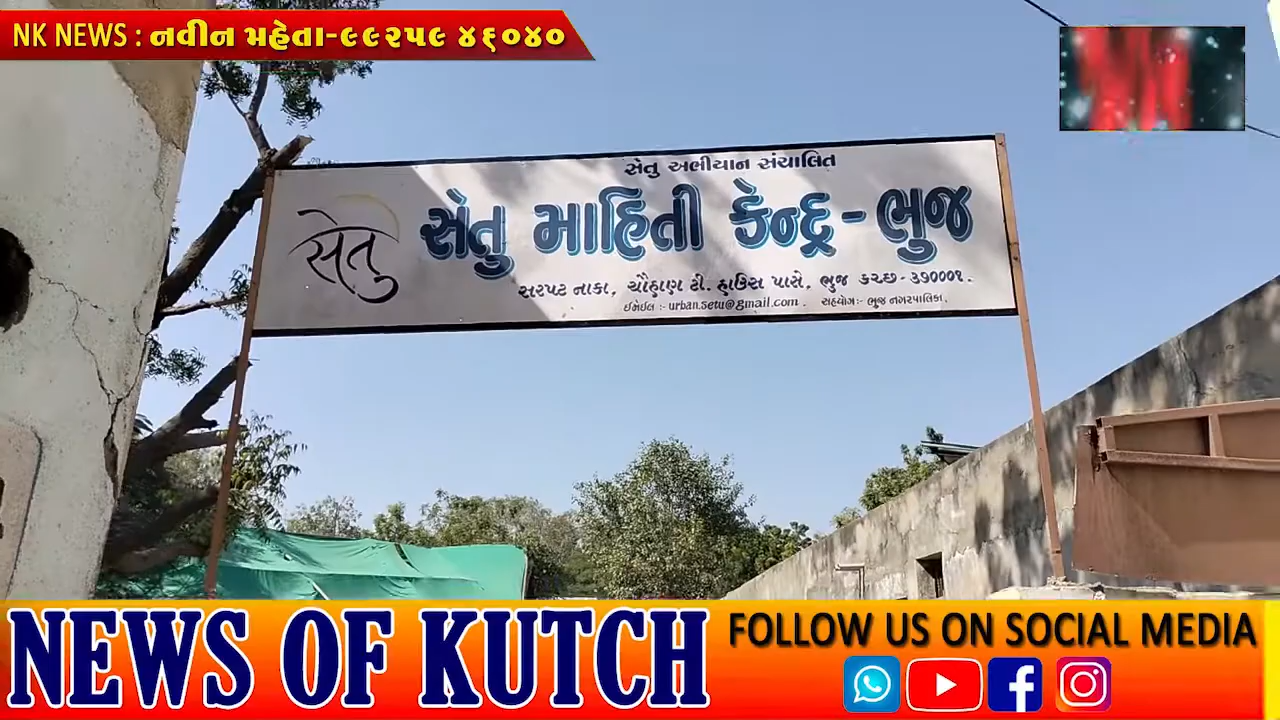 NK NEWS : નવીન મહેતા-૯૯૨૫૯ ૪૬૦૪૦
સેતુ અભીયાન સંચાલિત
સેતુ
સેતુ માહિતી કેન્દ્ર - ભુજ
સરપટ નાકા, ચૌહાણ ટી. હાઉસ પાસે, ભુજ કચ્છ - ૩૭૦૦૦૧.
ઈમેઈલ :- urban.setu@gmail.com . સહયોગ:- ભુજ નગરપાલિકા.
NEWS OF KUTCH
FOLLOW US ON SOCIAL MEDIA